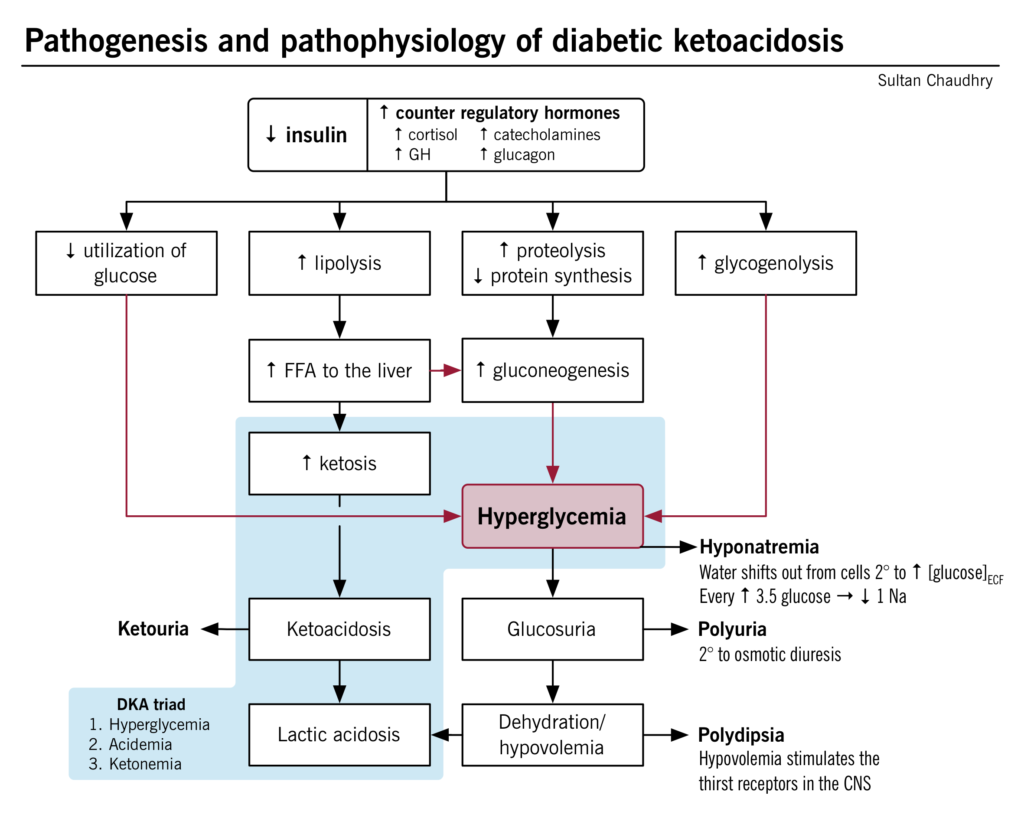 Pathogenesis and pathophysiology of diabetic ketoacidosis
Sultan Chaudhry
↓ insulin
↑ counter regulatory hormones
↑ cortisol ↑ catecholamines
↑ GH ↑ glucagon
↓ utilization of
glucose
↑ lipolysis
↑ proteolysis
↓ protein synthesis
↑ glycogenolysis
↑ FFA to the liver
↑ gluconeogenesis
↑ ketosis
Hyperglycemia
Hyponatremia
Water shifts out from cells 2° to ↑ [glucose]ECF
Every ↑ 3.5 glucose → ↓ 1 Na
Ketouria
Ketoacidosis
Glucosuria
Polyuria
2° to osmotic diuresis
DKA triad
1. Hyperglycemia
2. Acidemia
3. Ketonemia
Lactic acidosis
Dehydration/
hypovolemia
Polydipsia
Hypovolemia stimulates the
thirst receptors in the CNS